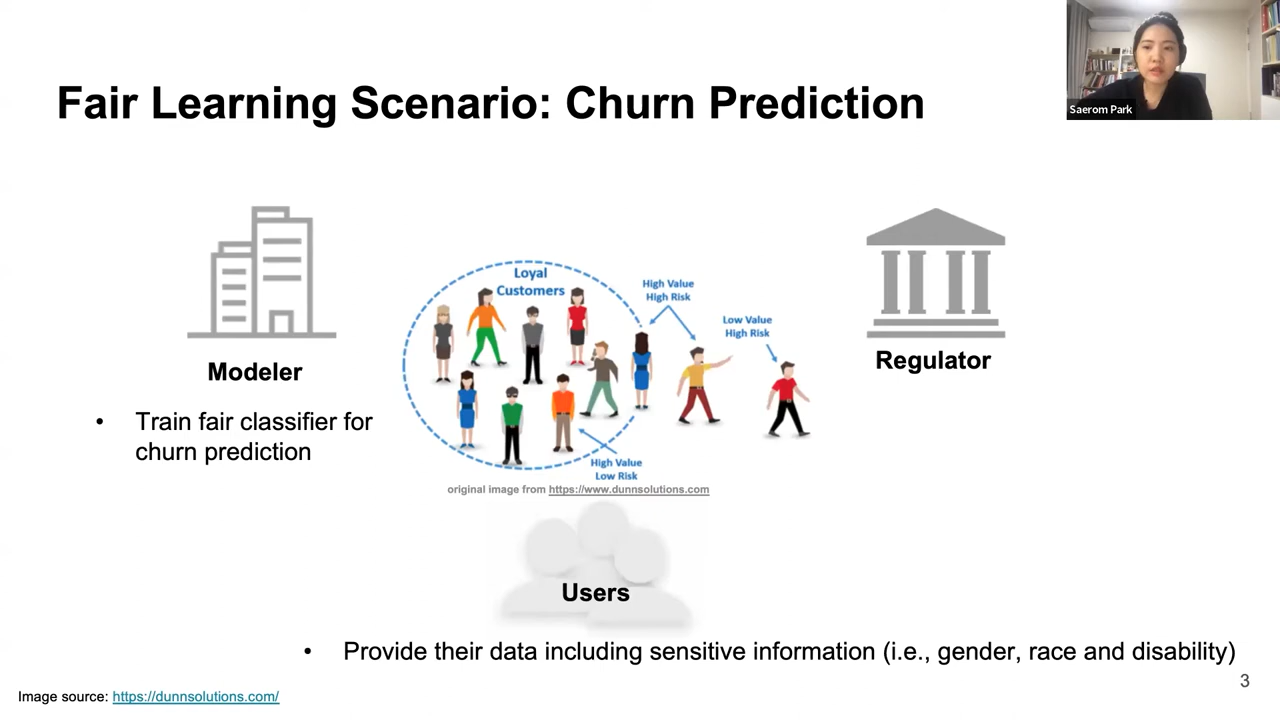 Saerom Park
Fair Learning Scenario: Churn Prediction
Loyal
Customers
High Value
High Risk
Low Value
High Risk
High Value
Low Risk
original image from https://www.dunnsolutions.com
Modeler
• Train fair classifier for
churn prediction
Regulator
Users
• Provide their data including sensitive information (i.e., gender, race and disability)
3
Image source: https://dunnsolutions.com/